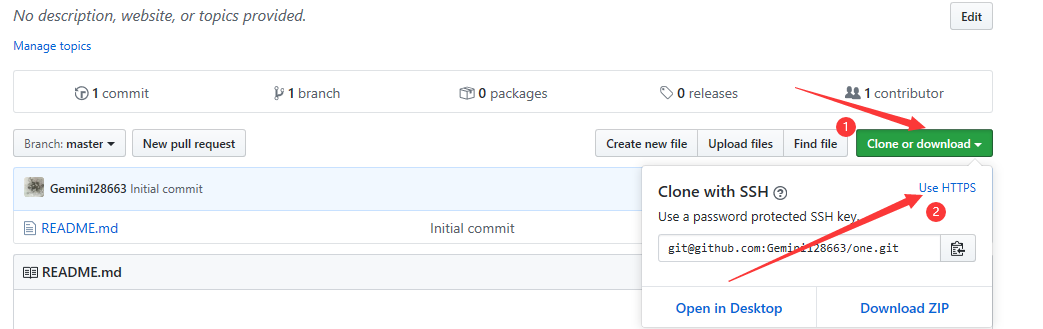 No description, website, or topics provided.
Edit
Manage topics
1 commit
1 branch
0 packages
0 releases
1 contributor
1
Branch: master
New pull request
Create new file
Upload files
Find file
Clone or download
Gemini128663 Initial commit
Clone with SSH
Use HTTPS
2
Use a password protected SSH key.
README.md
Initial commit
git@github.com:Gemini128663/one.git
README.md
Open in Desktop
Download ZIP